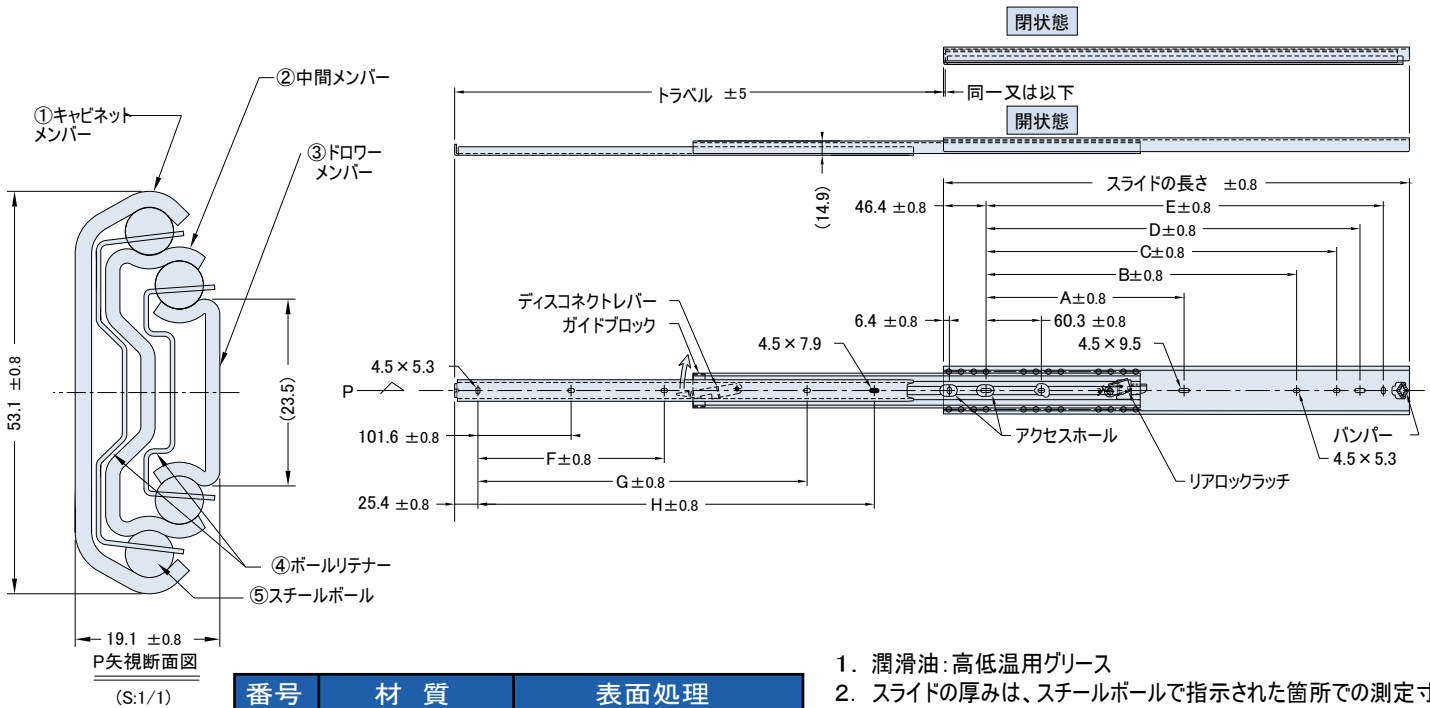 閉状態
②中間メンバー
①キャビネット
メンバー
トラベル ±5
同一又は以下
開状態
③ドロワー
メンバー
(14.9)
スライドの長さ ±0.8
46.4 ±0.8
E±0.8
D±0.8
C±0.8
B±0.8
A±0.8
53.1 ±0.8
(23.5)
ディスコネクトレバー
ガイドブロック
6.4 ±0.8
60.3 ±0.8
4.5×5.3
4.5×7.9
4.5×9.5
P
101.6 ±0.8
アクセスホール
バンパー
4.5×5.3
F±0.8
リアロックラッチ
G±0.8
25.4 ±0.8
H±0.8
④ボールリテナー
⑤スチールボール
19.1 ±0.8
P矢視断面図
(S:1/1)
番号 材 質 表面処理
1. 潤滑油:高低温用グリース
2. スライドの厚みは、スチールボールで指示された箇所での測定寸